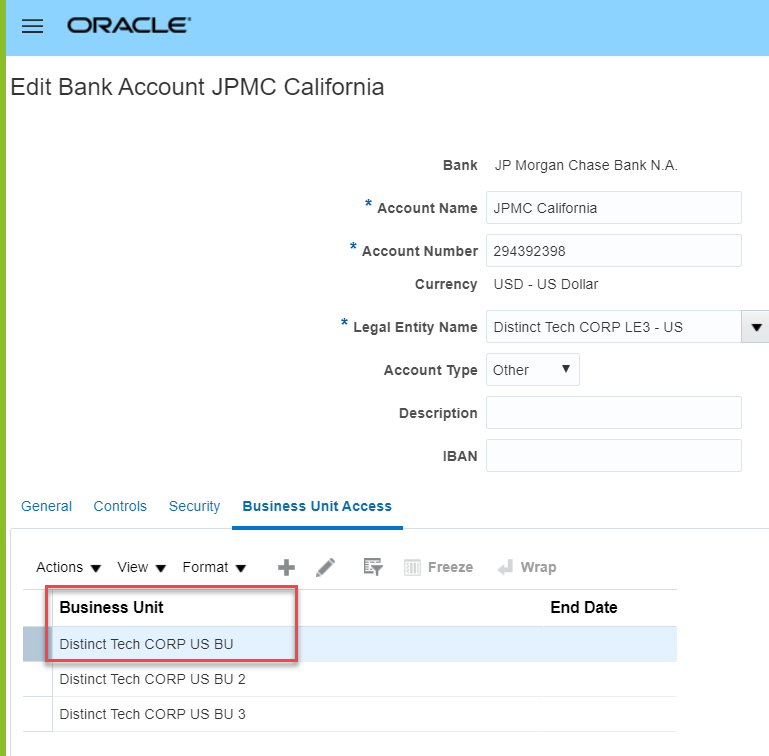 ORACLE
Edit Bank Account JPMC California
Bank JP Morgan Chase Bank N.A.
* Account Name JPMC California
* Account Number 294392398
Currency USD - US Dollar
* Legal Entity Name Distinct Tech CORP LE3 - US
Account Type Other
Description
IBAN
General Controls Security Business Unit Access
Actions View Format Freeze Wrap
Business Unit End Date
Distinct Tech CORP US BU
Distinct Tech CORP US BU 2
Distinct Tech CORP US BU 3